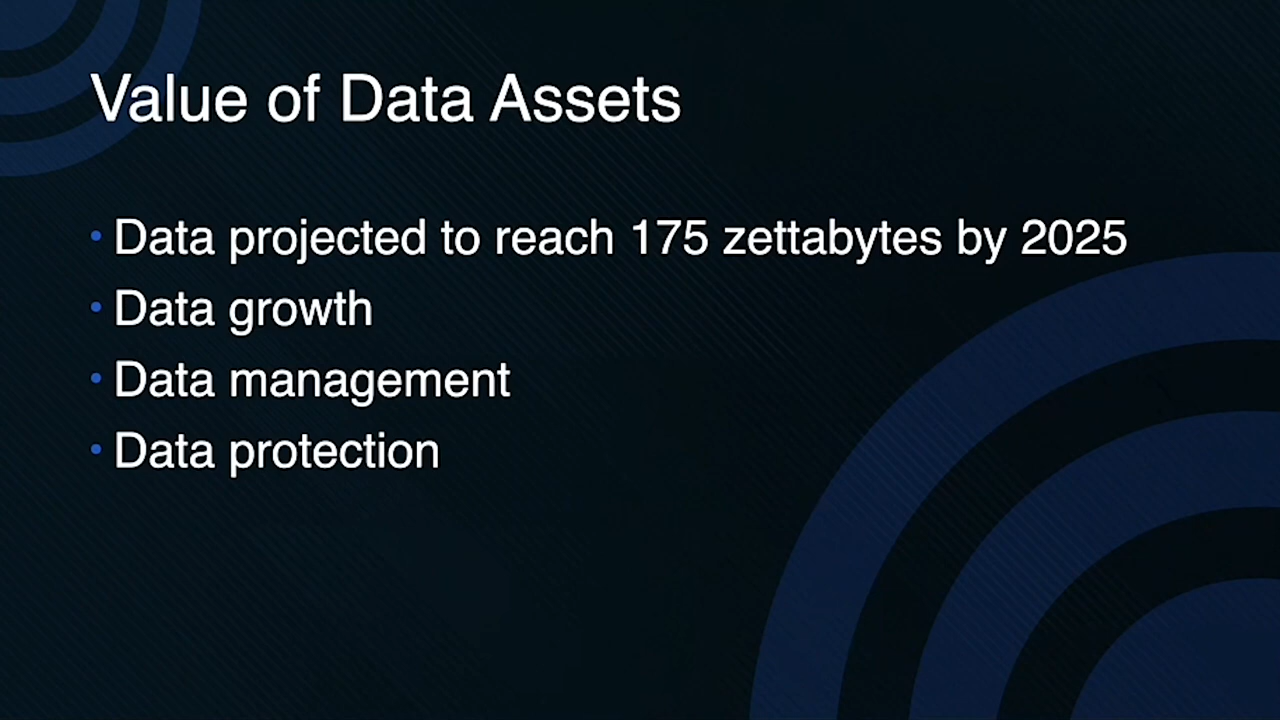 Value of Data Assets
• Data projected to reach 175 zettabytes by 2025
• Data growth
• Data management
• Data protection